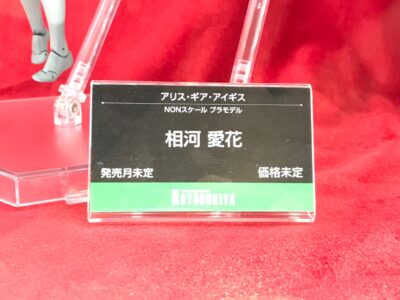 アリス・ギア・アイギス
NONスケール プラモデル
相河 愛花
発売月未定 価格未定
KOTOBUKIYA